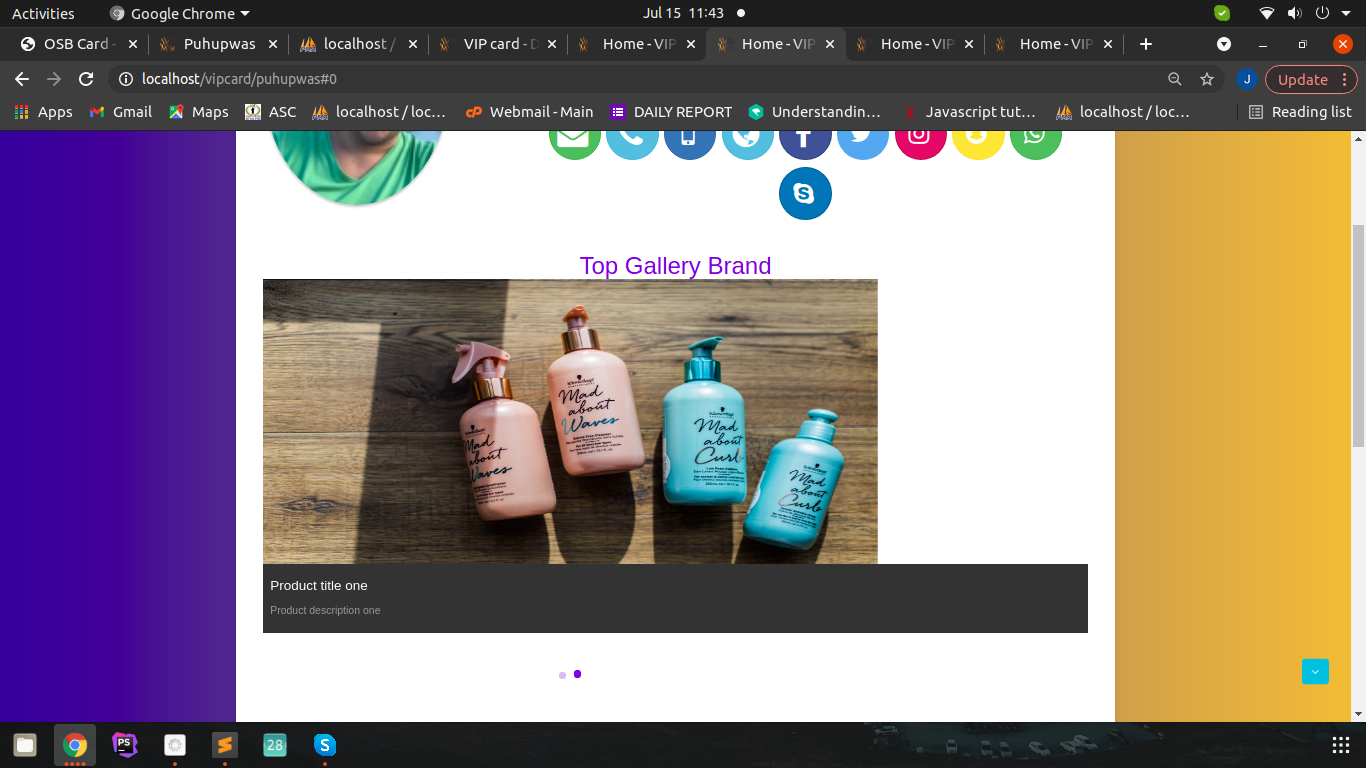 Activities
Google Chrome
Jul 15 11:43
OSB Card -
Puhupwas
localhost /
VIP card - D
Home - VIP
Home - VIP
Home - VIP
Home - VIP
localhost/vipcard/puhupwas#0
J
Update
Apps
Gmail
Maps
ASC
localhost / loc…
Webmail - Main
DAILY REPORT
Understandin…
Javascript tut…
localhost / loc…
Reading list
Top Gallery Brand
Mad
about
Waves
Mad
about
Waves
Mad
about
Curls
Mad
about
Curls
Product title one
Product description one
PS
28